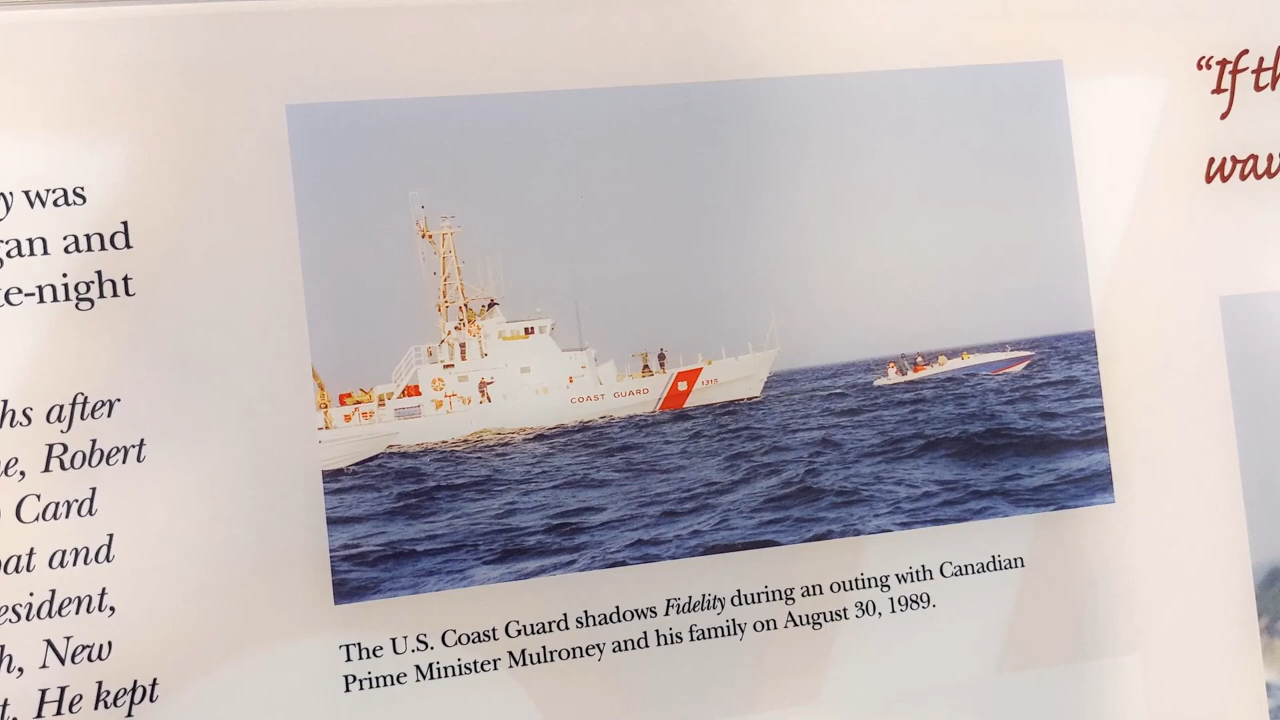 y was
gan and
te-night
hs after
e, Robert
Card
oat and
esident,
h, New
t. He kept
COAST GUARD
1315
The U.S. Coast Guard shadows Fidelity during an outing with Canadian
Prime Minister Mulroney and his family on August 30, 1989.
“If th
wav